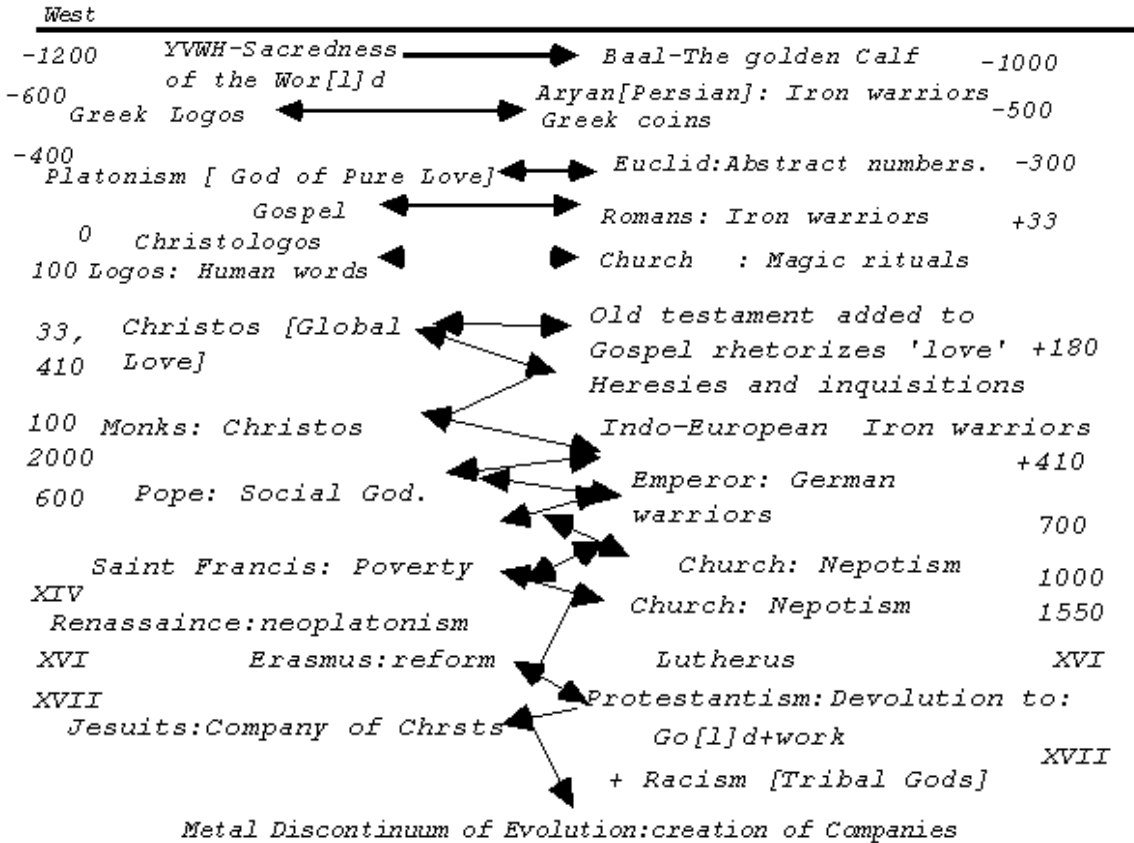 West
-1200 YVWH-Sacredness of the Wor[l]d Baal-The golden Calf -1000
-600 Greek Logos Aryan[Persian]: Iron warriors Greek coins -500
-400 Platonism [ God of Pure Love] Euclid:Abstract numbers. -300
Gospel Romans: Iron warriors +33
0 Christologos
100 Logos: Human words Church : Magic rituals
33, 410 Christos [Global Love] Old testament added to Gospel rhetorizes 'love' +180
Heresies and inquisitions
100 Monks: Christos Indo-European Iron warriors
2000 +410
600 Pope: Social God. Emperor: German warriors 700
Saint Francis: Poverty Church: Nepotism 1000
XIV Church: Nepotism 1550
Renassaince:neoplatonism
XVI Erasmus:reform Lutherus XVI
XVII Protestantism:Devolution to:
Jesuits:Company of Chrsts Go[l]d+work XVII
+ Racism [Tribal Gods]
Metal Discontinuum of Evolution:creation of Companies